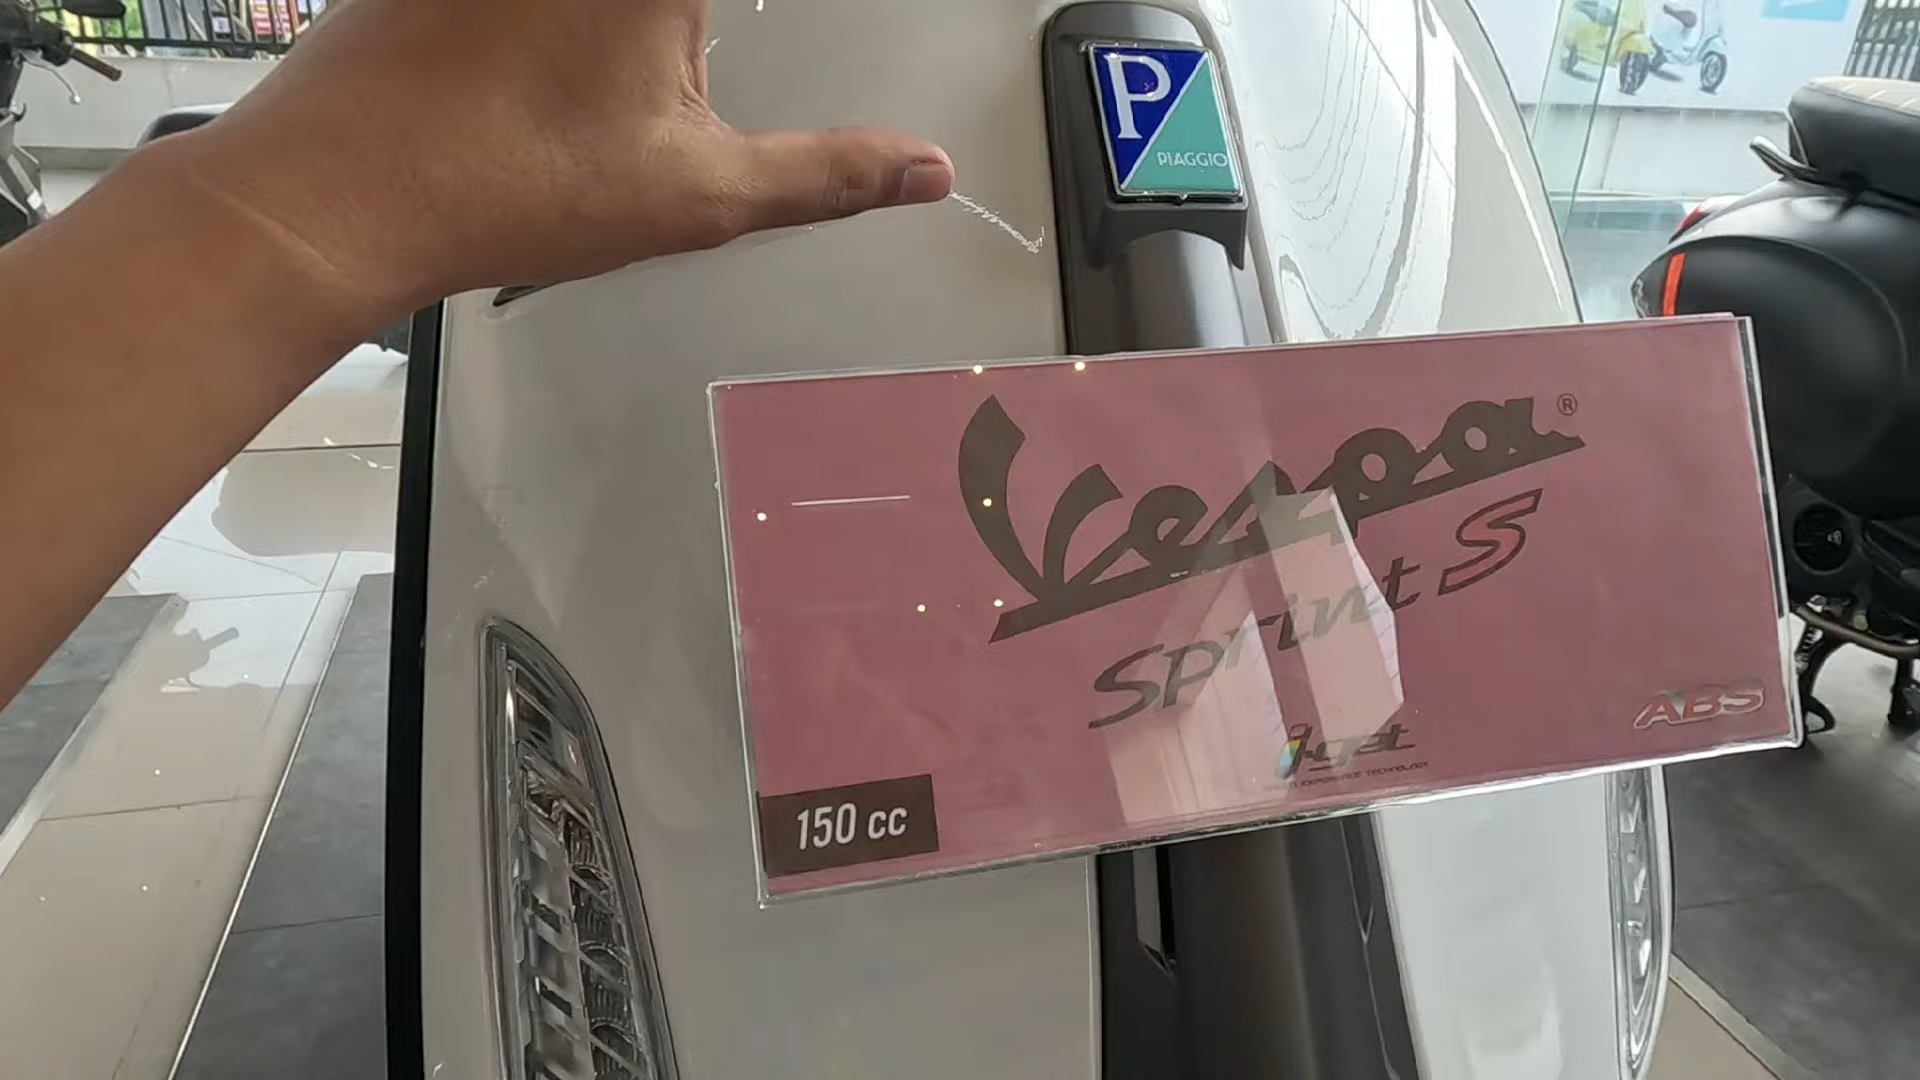 P
PIAGGIO
Vespa®
Sprint S
i-get
ABS
150 cc